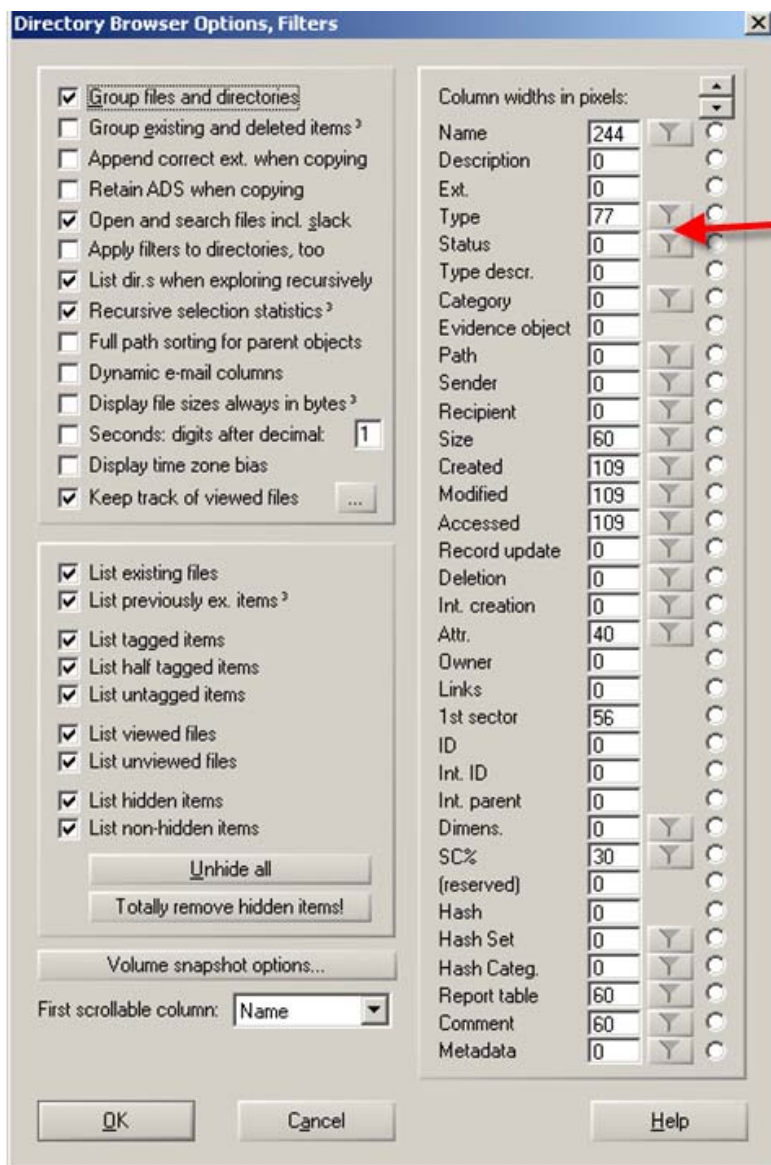 Directory Browser Options, Filters
Group files and directories
Group existing and deleted items³
Append correct ext. when copying
Retain ADS when copying
Open and search files incl. slack
Apply filters to directories, too
List dir.s when exploring recursively
Recursive selection statistics³
Full path sorting for parent objects
Dynamic e-mail columns
Display file sizes always in bytes³
Seconds: digits after decimal: 1
Display time zone bias
Keep track of viewed files ...
List existing files
List previously ex. items³
List tagged items
List half tagged items
List untagged items
List viewed files
List unviewed files
List hidden items
List non-hidden items
Unhide all
Totally remove hidden items!
Volume snapshot options...
First scrollable column: Name
Column widths in pixels:
Name 244
Description 0
Ext. 0
Type 77
Status 0
Type descr. 0
Category 0
Evidence object 0
Path 0
Sender 0
Recipient 0
Size 60
Created 109
Modified 109
Accessed 109
Record update 0
Deletion 0
Int. creation 0
Attr. 40
Owner 0
Links 0
1st sector 56
ID 0
Int. ID 0
Int. parent 0
Dimens. 0
SC% 30
(reserved) 0
Hash 0
Hash Set 0
Hash Categ. 0
Report table 60
Comment 60
Metadata 0
OK
Cancel
Help